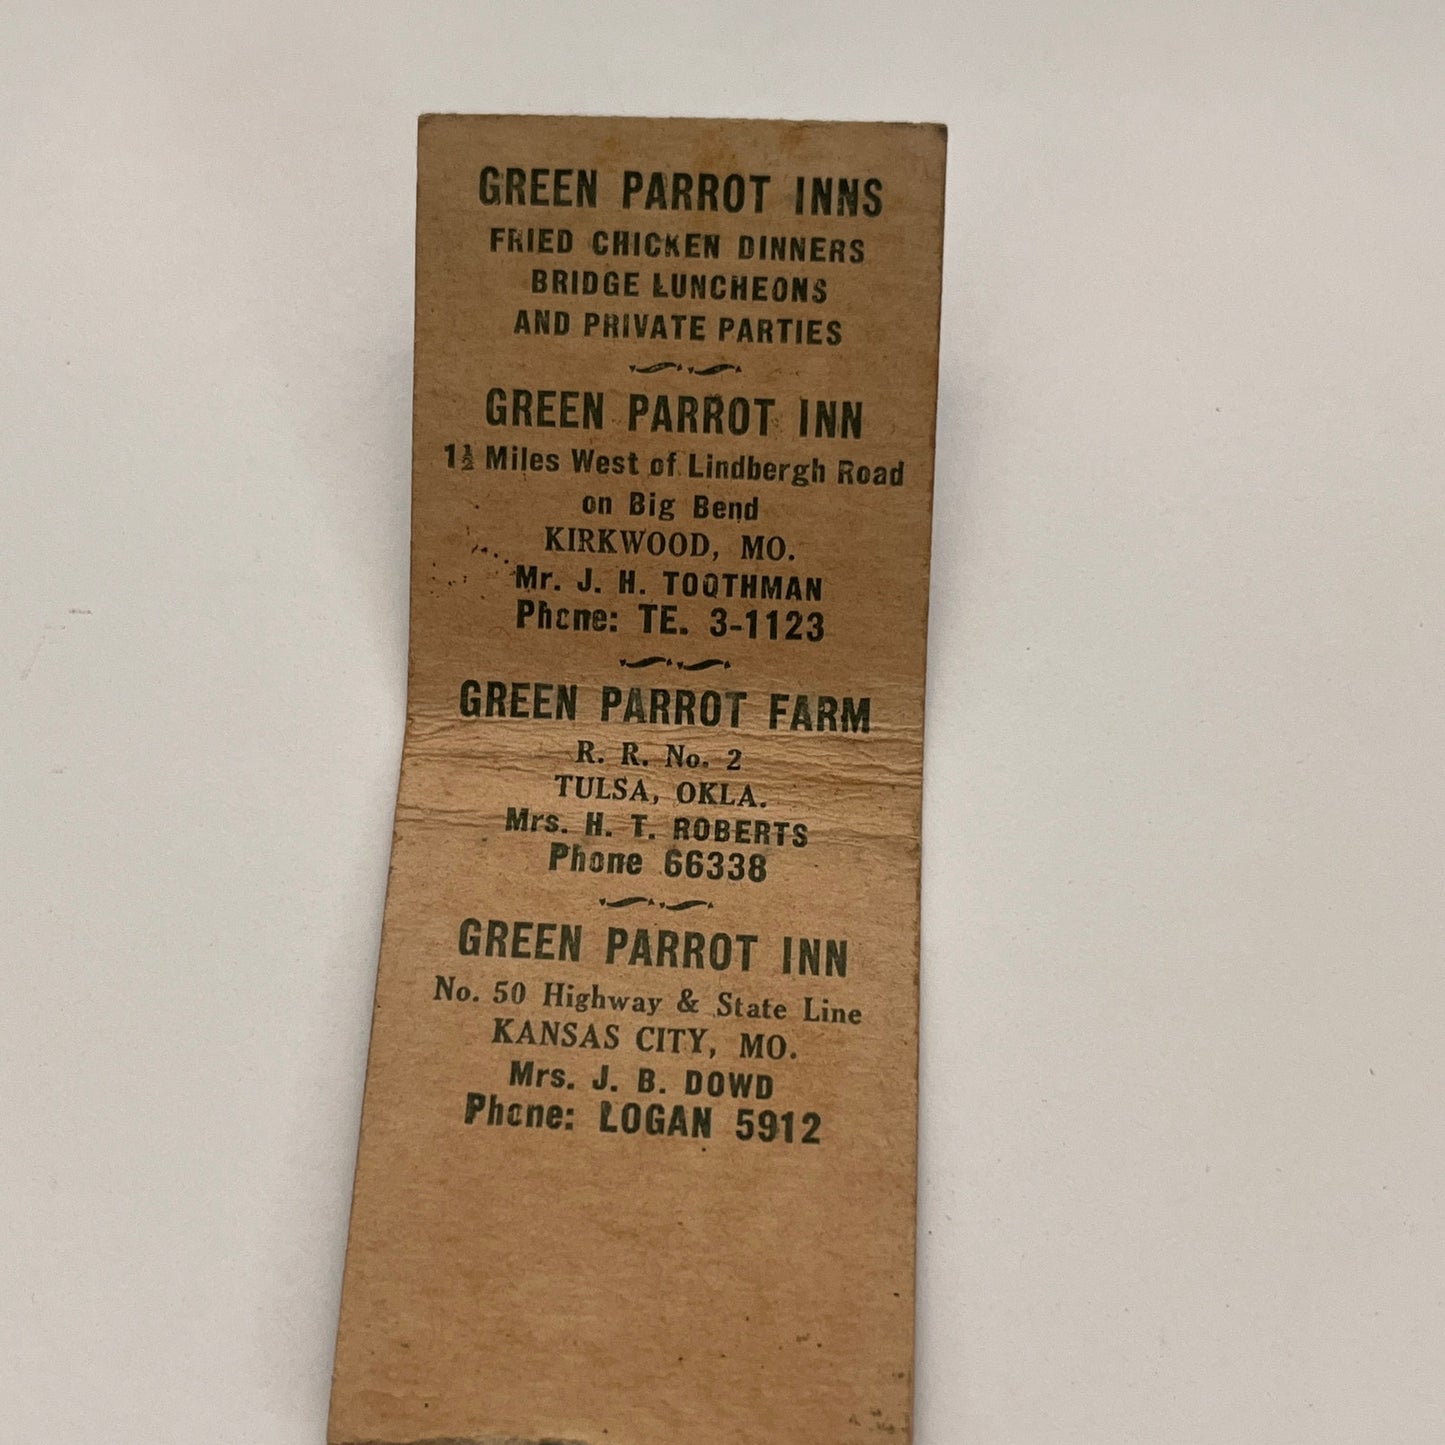 GREEN PARROT INNS
FRIED CHICKEN DINNERS
BRIDGE LUNCHEONS
AND PRIVATE PARTIES
GREEN PARROT INN
1½ Miles West of Lindbergh Road
on Big Bend
KIRKWOOD, MO.
Mr. J. H. TOOTHMAN
Phone: TE. 3-1123
GREEN PARROT FARM
R. R. No. 2
TULSA, OKLA.
Mrs. H. T. ROBERTS
Phone 66338
GREEN PARROT INN
No. 50 Highway & State Line
KANSAS CITY, MO.
Mrs. J. B. DOWD
Phone: LOGAN 5912